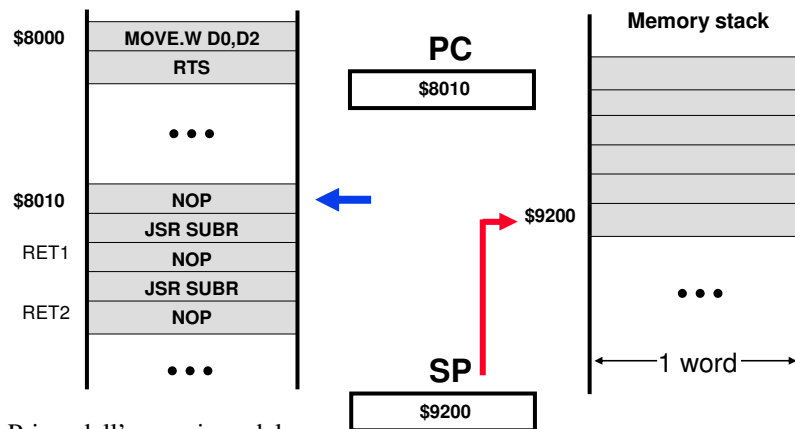 Memory stack
$8000
MOVE.W D0,D2
RTS
PC
$8010
•••
$8010
NOP
JSR SUBR
RET1
NOP
JSR SUBR
RET2
NOP
•••
$9200
•••
1 word
SP
$9200